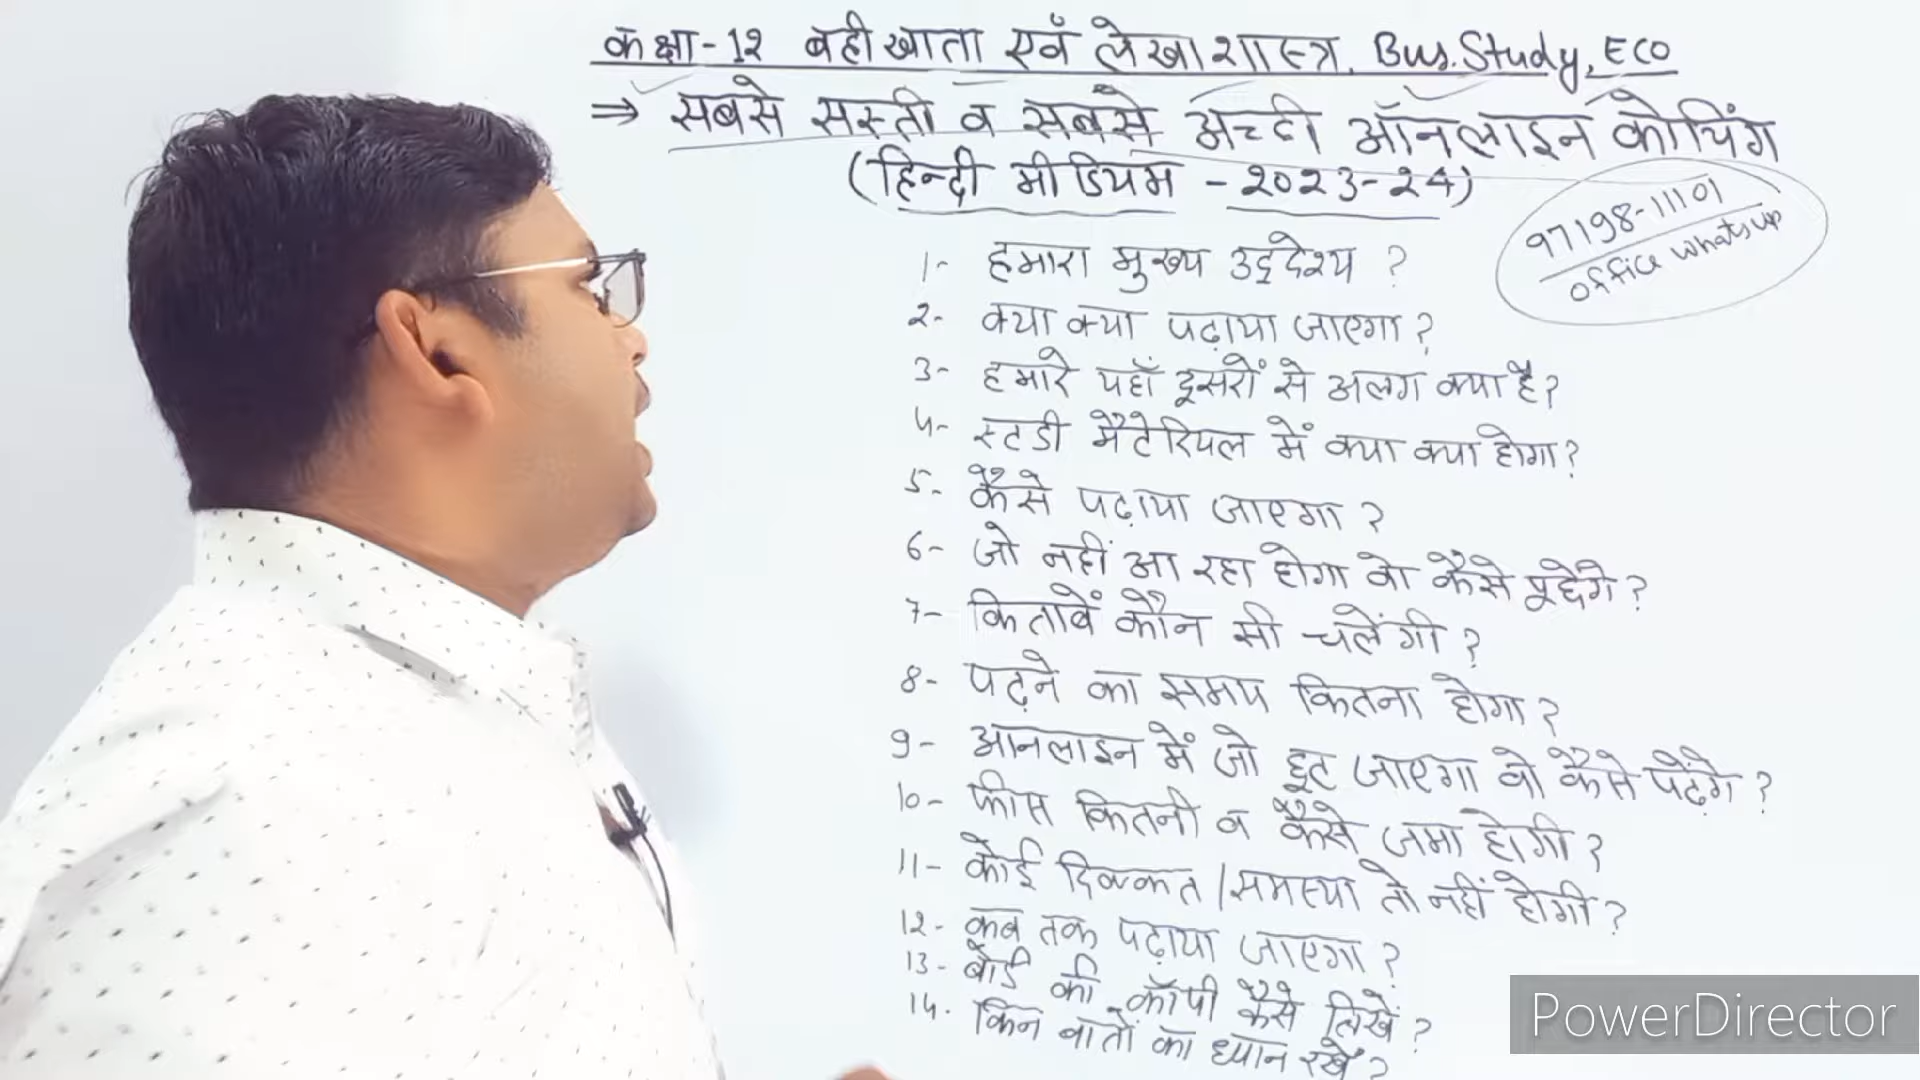 कक्षा-12 बहीखाता एवं लेखाशास्त्र, Bus. Study, ECO
⇒ सबसे सस्ती व सबसे अच्छी ऑनलाइन कोचिंग
(हिन्दी मीडियम - 2023-24)
97198-11101
office whatsup
1- हमारा मुख्य उद्देश्य ?
2- क्या क्या पढ़ाया जाएगा ?
3- हमारे यहाँ दूसरों से अलग क्या है ?
4- स्टडी मैटेरियल में क्या क्या होगा ?
5- कैसे पढ़ाया जाएगा ?
6- जो नहीं आ रहा होगा वो कैसे पूछेंगे ?
7- किताबें कौन सी चलेंगी ?
8- पढ़ने का समय कितना होगा ?
9- ऑनलाइन में जो छूट जाएगा वो कैसे पढेंगे ?
10- फीस कितनी व कैसे जमा होगी ?
11- कोई दिक्कत / समस्या तो नहीं होगी ?
12- कब तक पढ़ाया जाएगा ?
13- बोर्ड की कॉपी कैसे लिखें ?
14- किन बातों का ध्यान रखें ?
PowerDirector